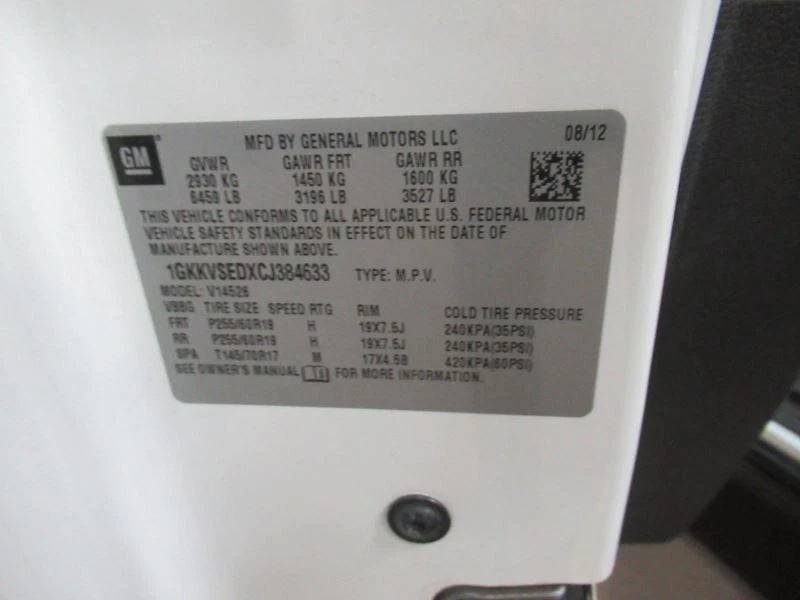 GM MFD BY GENERAL MOTORS LLC 08/12
GVWR GAWR FRT GAWR RR
2930 KG 1450 KG 1600 KG
6459 LB 3196 LB 3527 LB
THIS VEHICLE CONFORMS TO ALL APPLICABLE U.S. FEDERAL MOTOR
VEHICLE SAFETY STANDARDS IN EFFECT ON THE DATE OF
MANUFACTURE SHOWN ABOVE.
1GKKVSEDXCJ384633 TYPE: M.P.V.
MODEL: V14526
VBBG TIRE SIZE SPEED RTG RIM COLD TIRE PRESSURE
FRT P255/60R19 H 19X7.5J 240KPA(35PSI)
RR P255/60R19 H 19X7.5J 240KPA(35PSI)
SPA T145/70R17 M 17X4.5B 420KPA(60PSI)
SEE OWNER'S MANUAL FOR MORE INFORMATION.